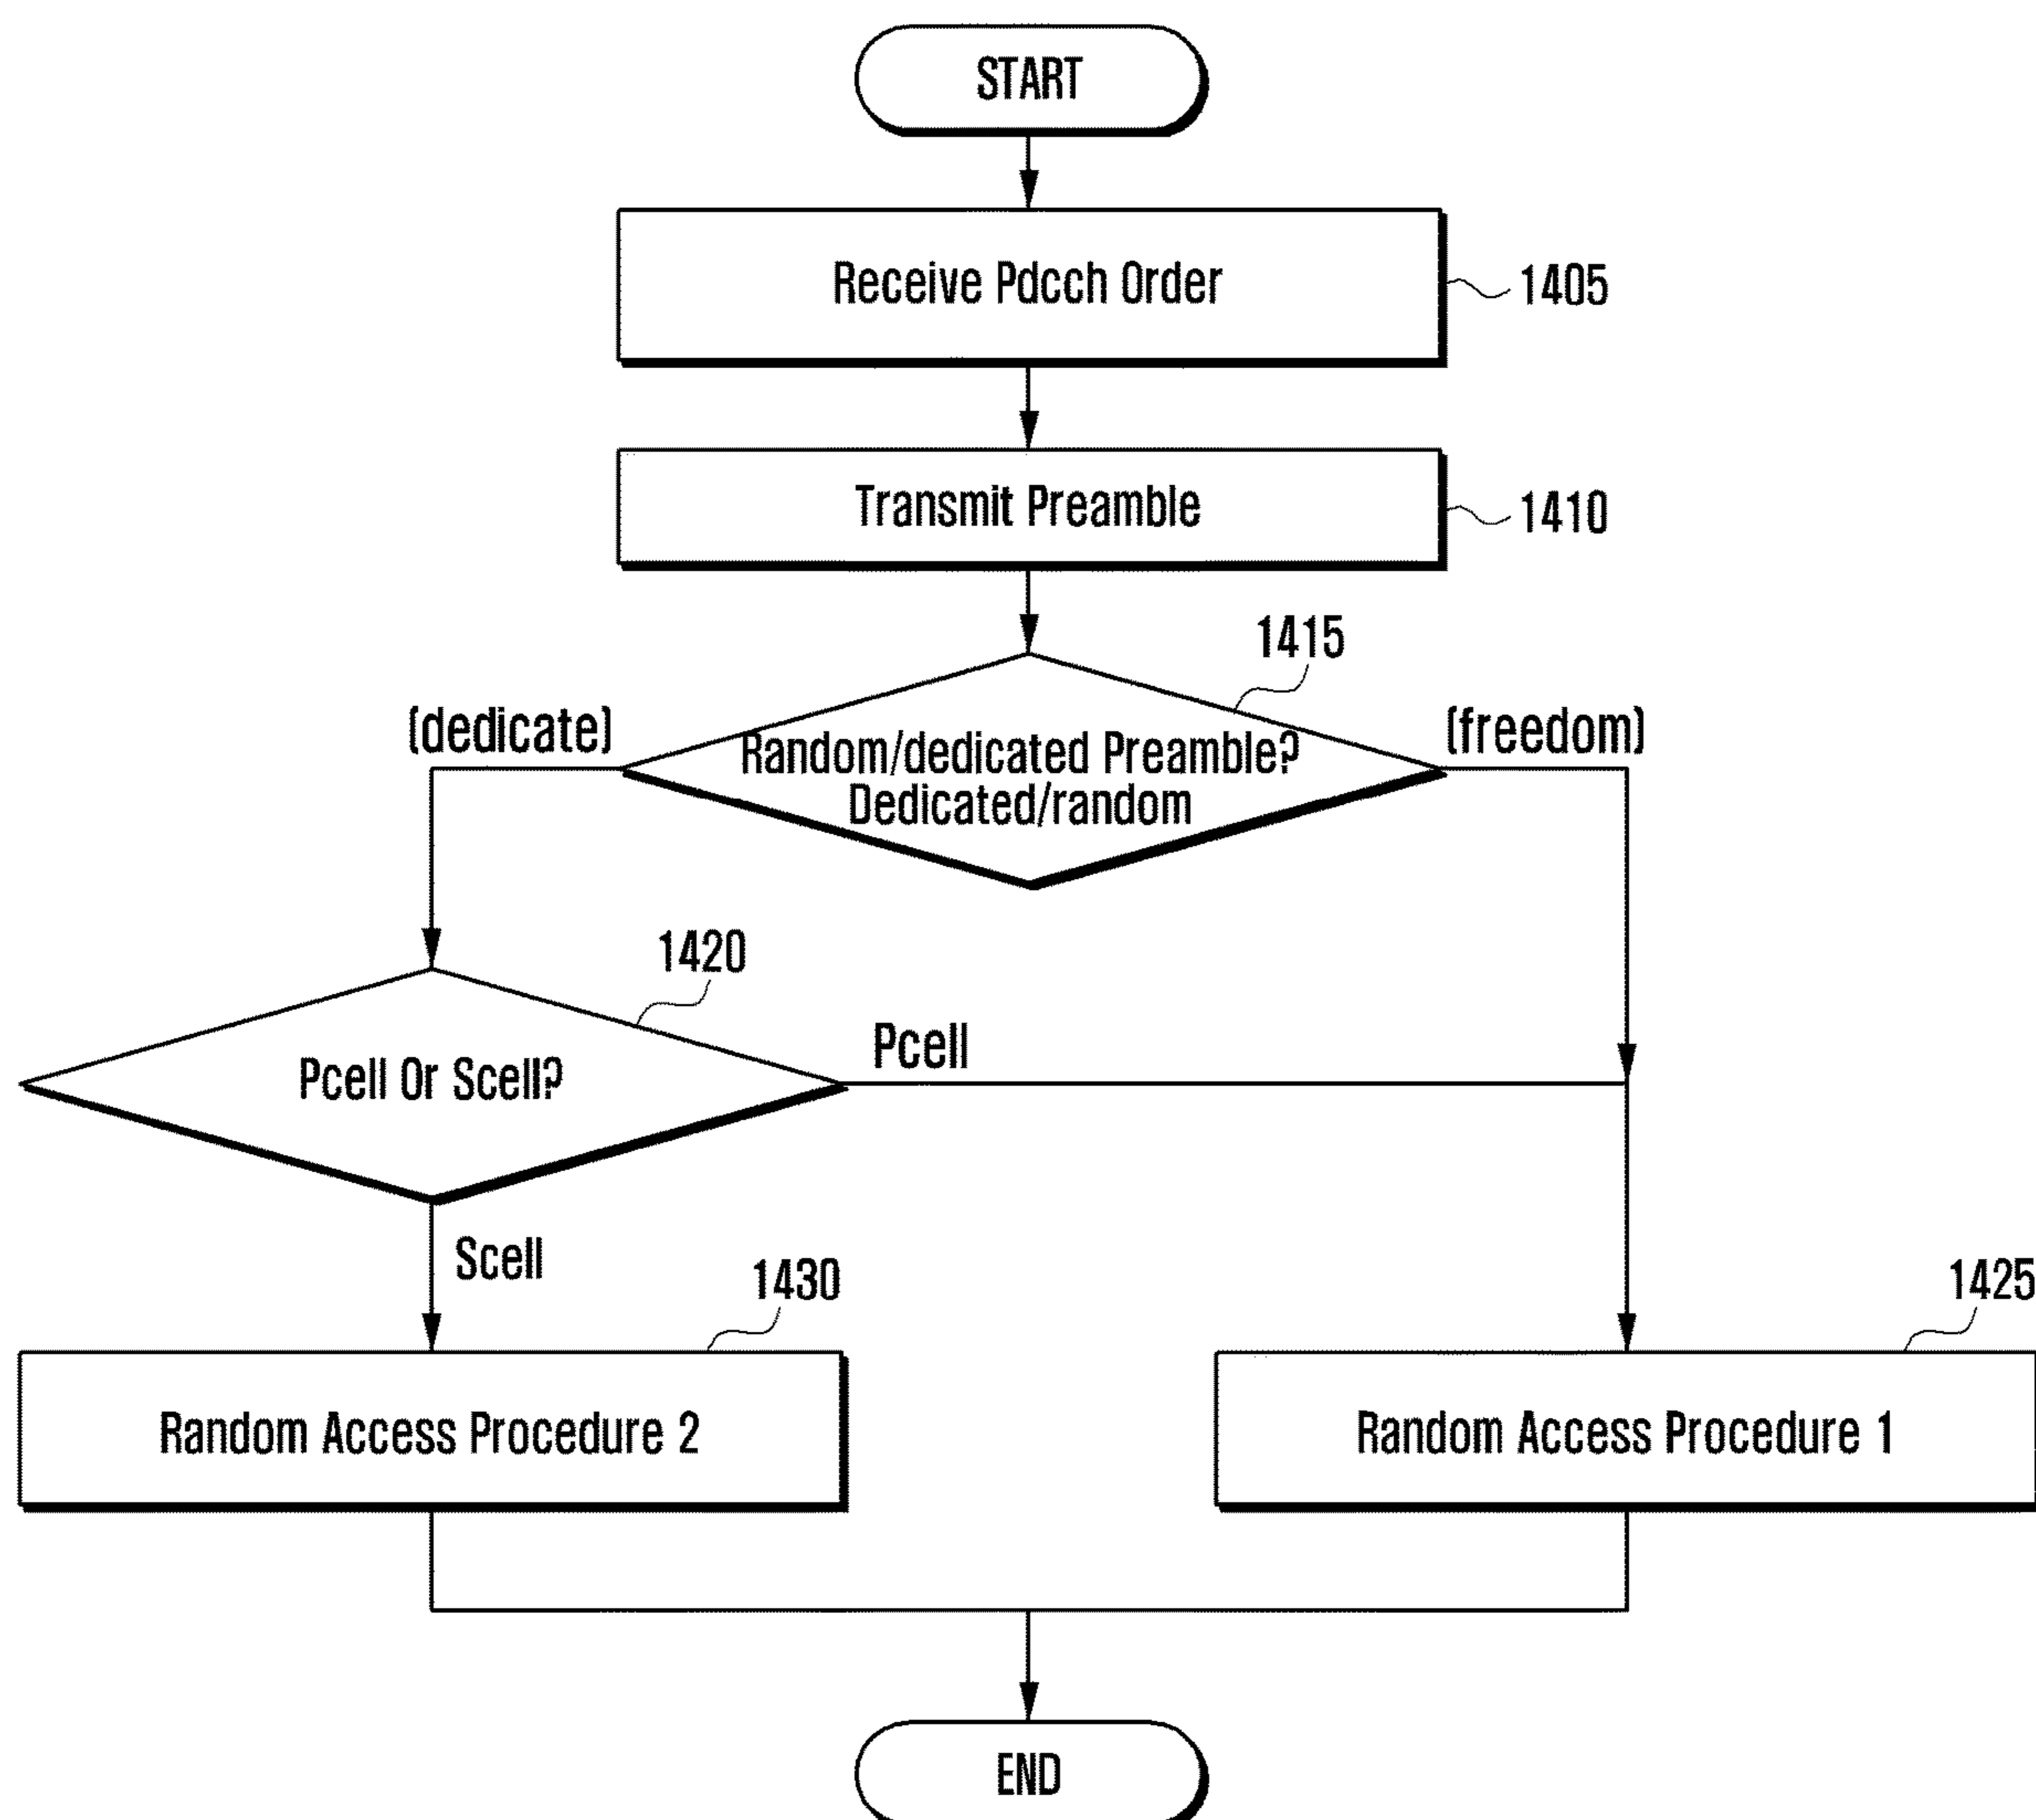 START
Receive Pdcch Order
1405
Transmit Preamble
1410
1415
(dedicate)
(freedom)
Random/dedicated Preamble?
Dedicated/random
1420
Pcell
Pcell Or Scell?
Scell
1430
1425
Random Access Procedure 2
Random Access Procedure 1
END